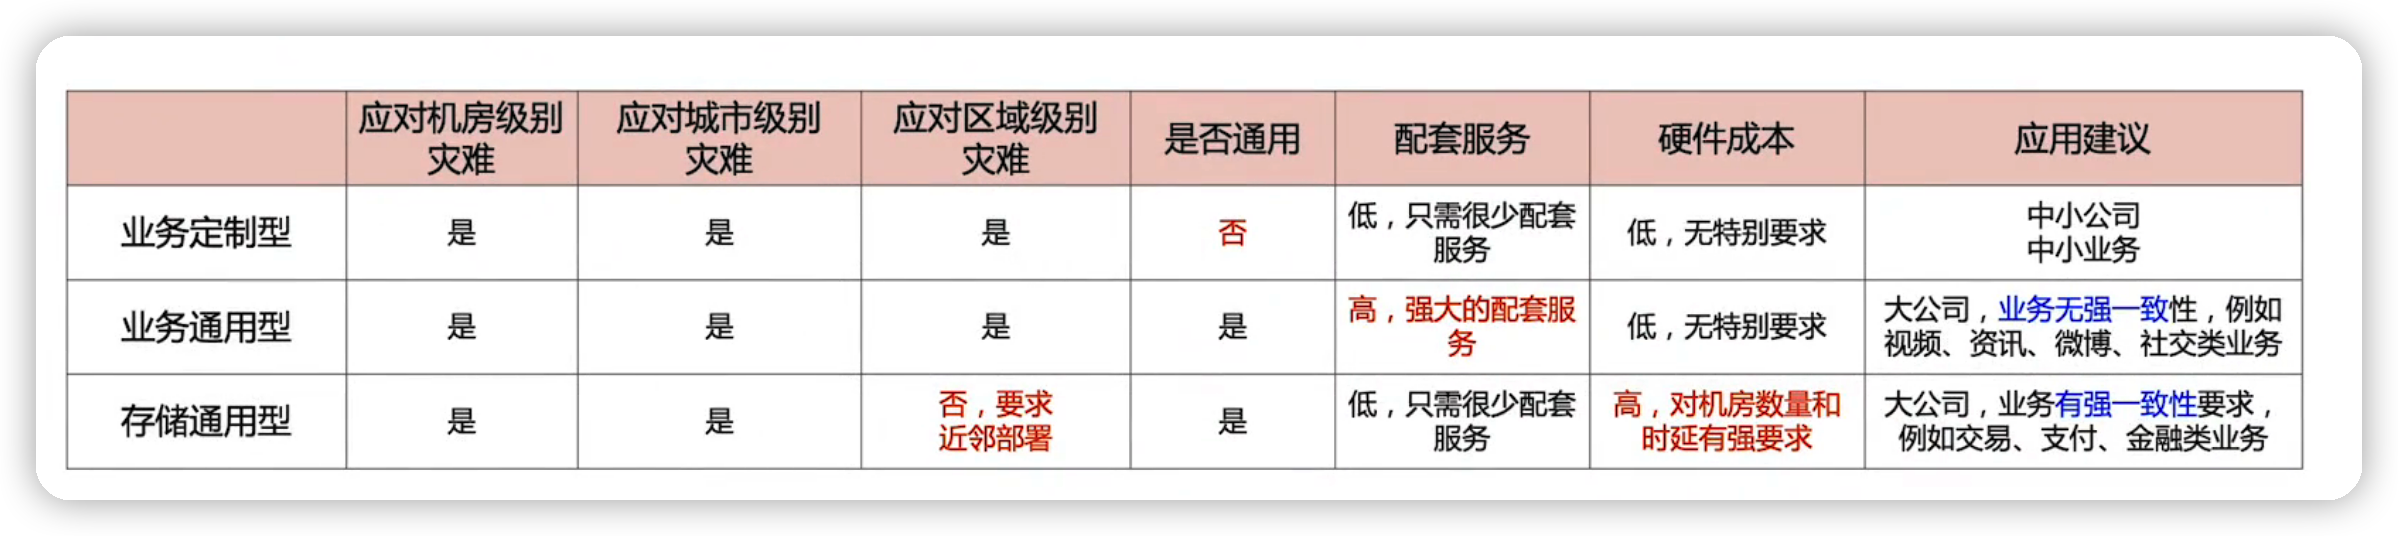 应对机房级别
灾难
应对城市级别
灾难
应对区域级别
灾难
是否通用
配套服务
硬件成本
应用建议
业务定制型
是
是
是
否
低，只需很少配套
服务
低，无特别要求
中小公司
中小业务
业务通用型
是
是
是
是
高，强大的配套服
务
低，无特别要求
大公司，业务无强一致性，例如
视频、资讯、微博、社交类业务
存储通用型
是
是
否，要求
近邻部署
是
低，只需很少配套
服务
高，对机房数量和
时延有强要求
大公司，业务有强一致性要求，
例如交易、支付、金融类业务